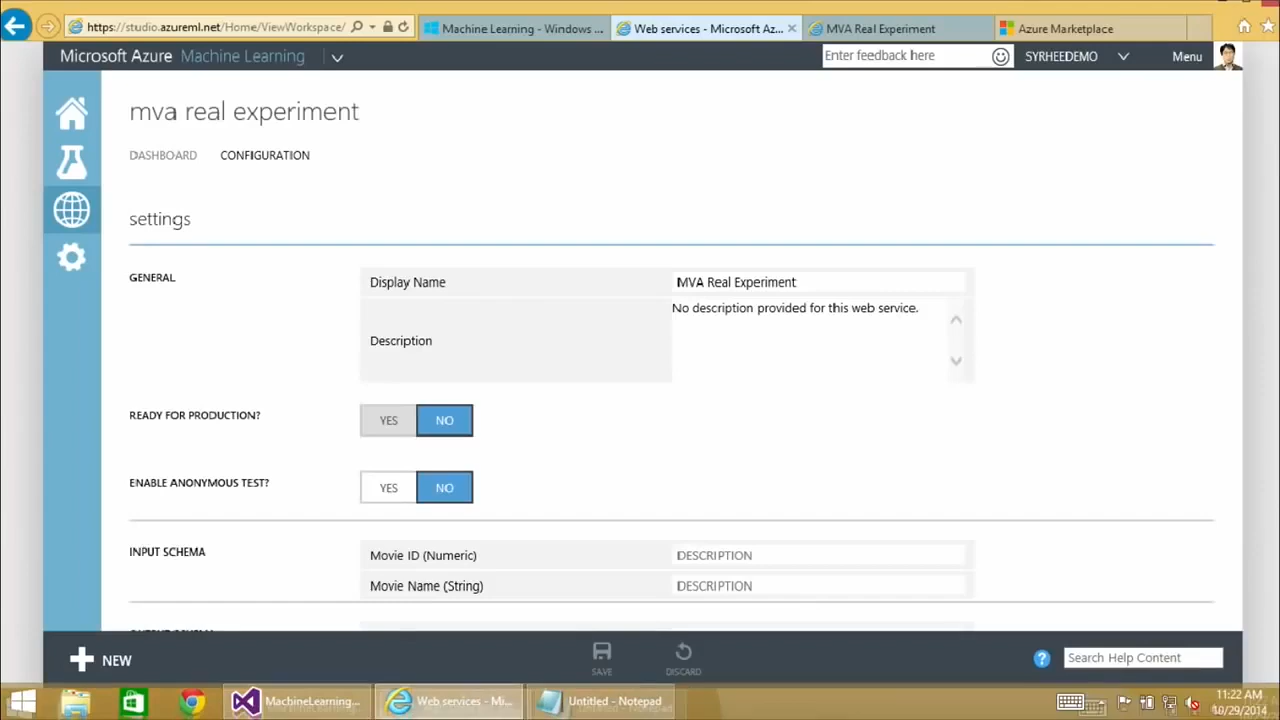 https://studio.azureml.net/Home/ViewWorkspace/
Machine Learning - Windows ...
Web services - Microsoft Az...
MVA Real Experiment
Azure Marketplace
Microsoft Azure Machine Learning
Enter feedback here
SYRHEEDEMO
Menu
mva real experiment
DASHBOARD CONFIGURATION
settings
GENERAL
Display Name MVA Real Experiment
Description No description provided for this web service.
READY FOR PRODUCTION? YES NO
ENABLE ANONYMOUS TEST? YES NO
INPUT SCHEMA
Movie ID (Numeric) DESCRIPTION
Movie Name (String) DESCRIPTION
OUTPUT SCHEMA
NEW
SAVE
DISCARD
? Search Help Content
MachineLearning...
Web services - Mi...
Untitled - Notepad
11:22 AM
10/29/2014